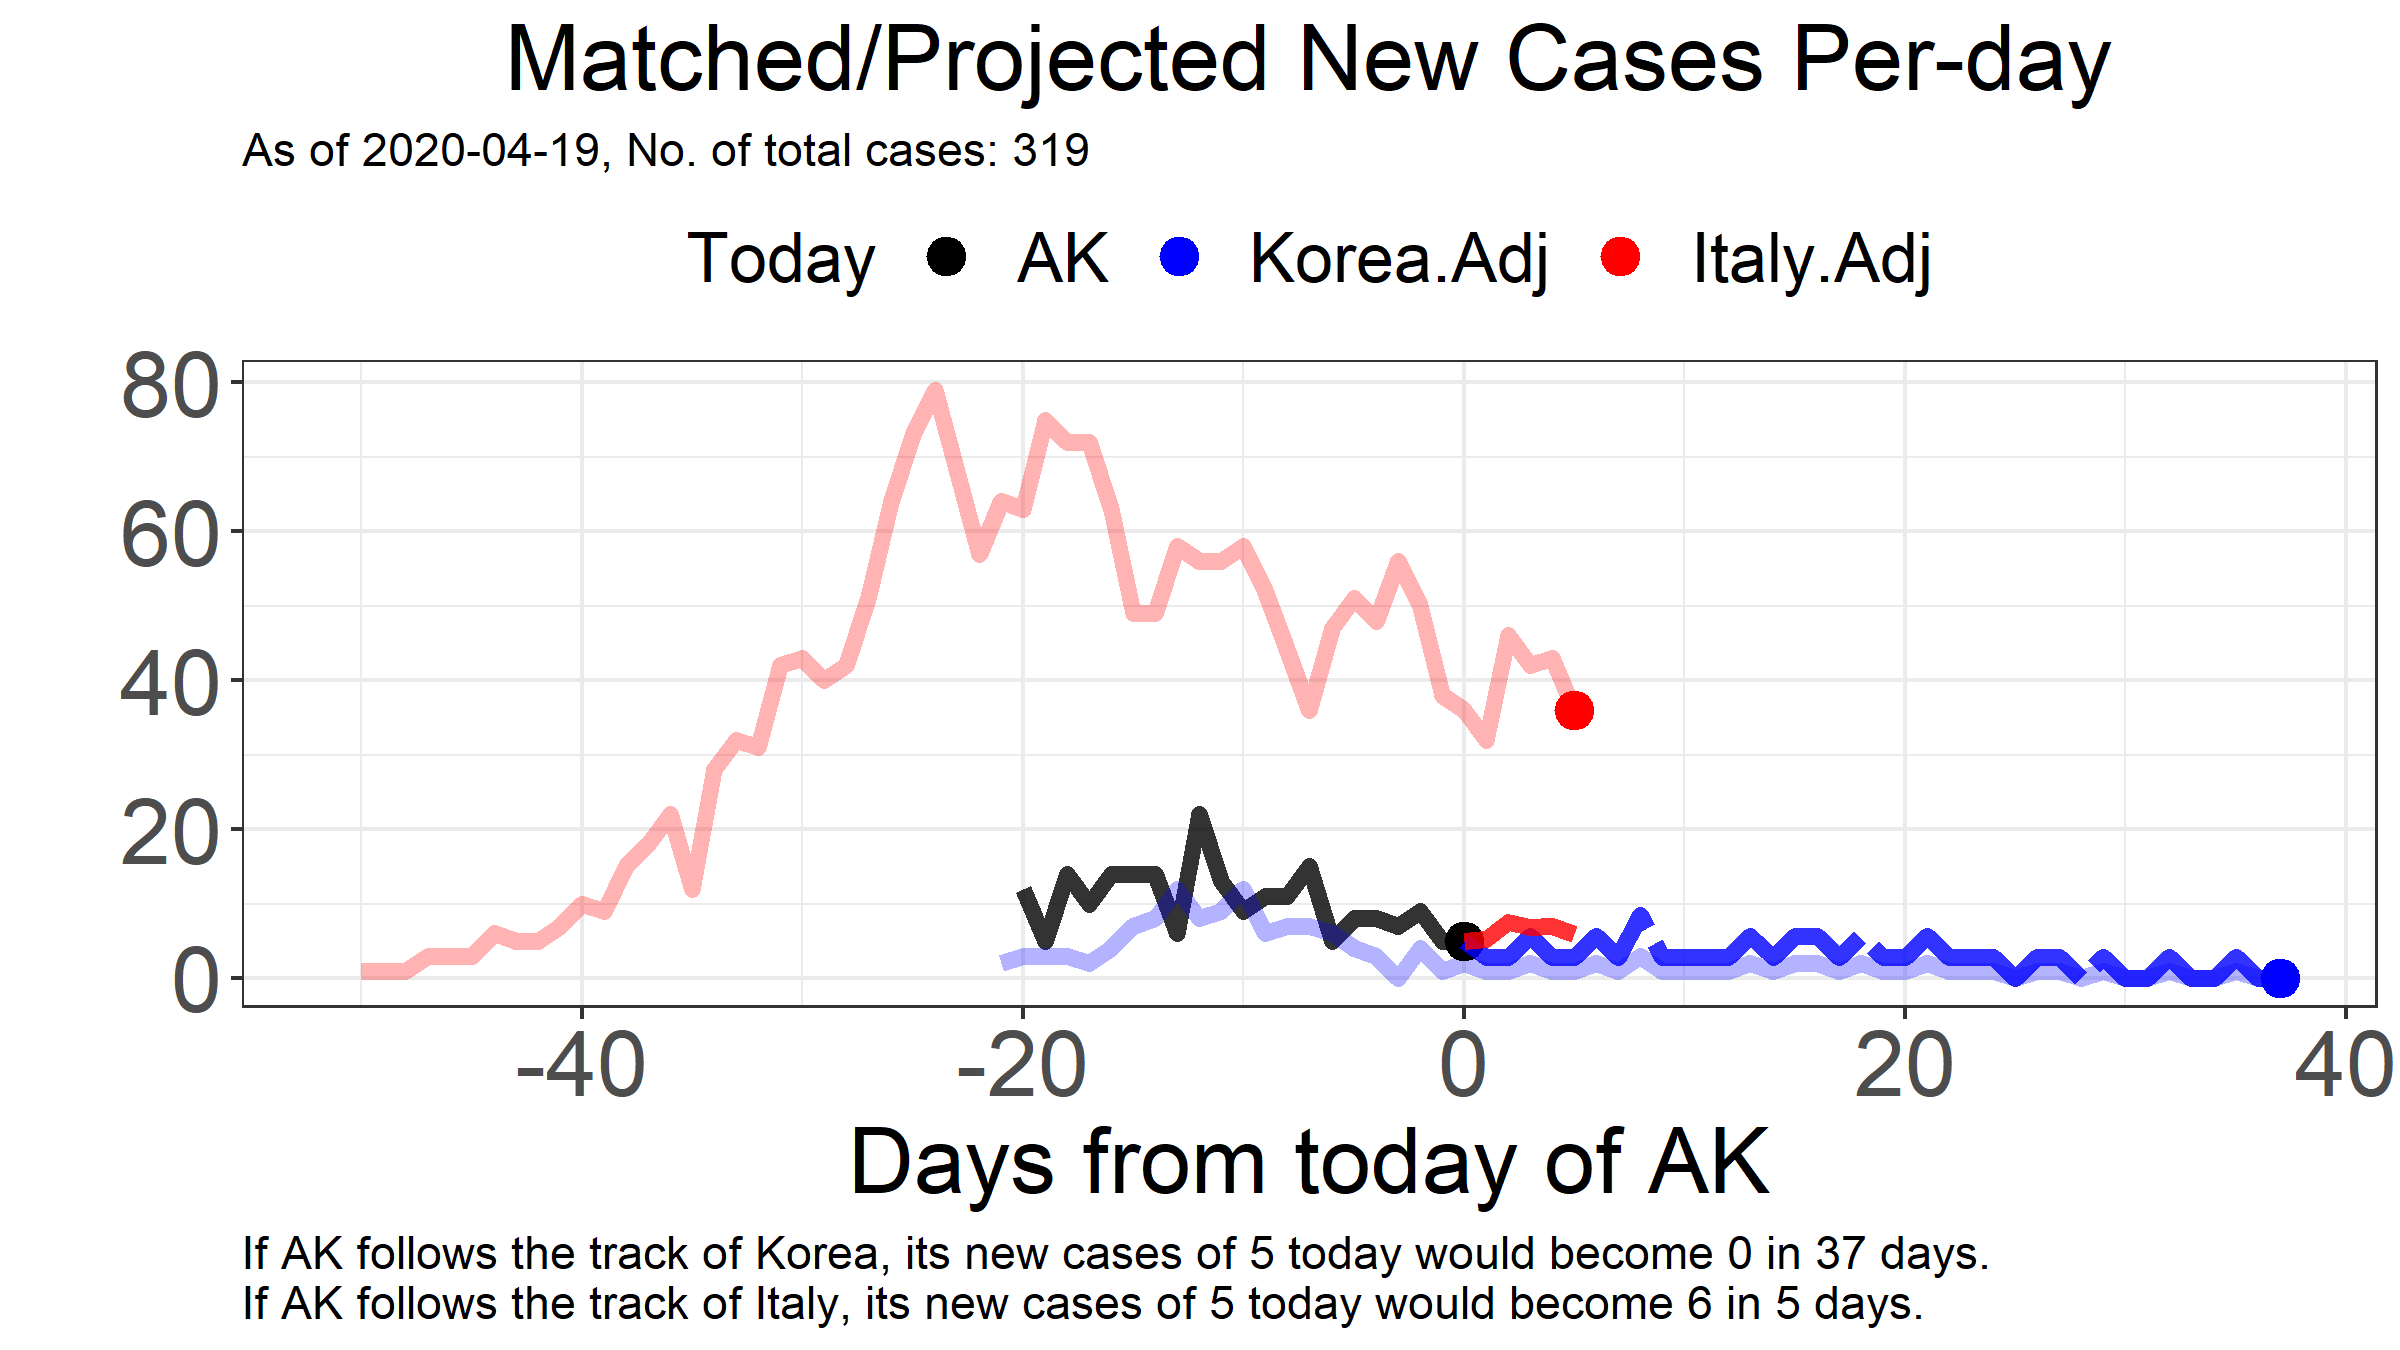 Matched/Projected New Cases Per-day
As of 2020-04-19, No. of total cases: 319
Today AK Korea.Adj Italy.Adj
80
60
40
20
0
-40 -20 0 20 40
Days from today of AK
If AK follows the track of Korea, its new cases of 5 today would become 0 in 37 days.
If AK follows the track of Italy, its new cases of 5 today would become 6 in 5 days.